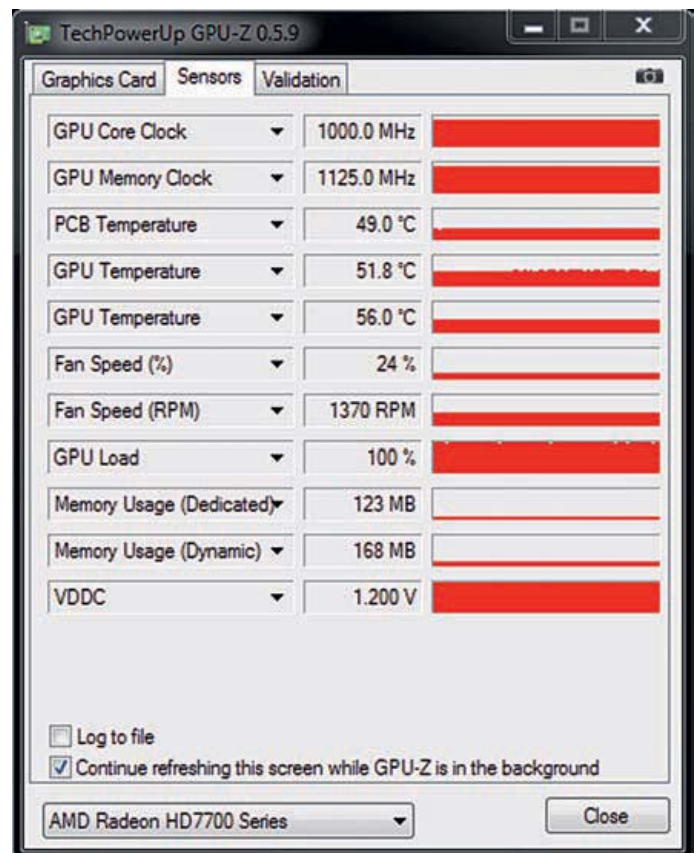 TechPowerUp GPU-Z 0.5.9
Graphics Card Sensors Validation
GPU Core Clock 1000.0 MHz
GPU Memory Clock 1125.0 MHz
PCB Temperature 49.0 °C
GPU Temperature 51.8 °C
GPU Temperature 56.0 °C
Fan Speed (%) 24 %
Fan Speed (RPM) 1370 RPM
GPU Load 100 %
Memory Usage (Dedicated) 123 MB
Memory Usage (Dynamic) 168 MB
VDDC 1.200 V
Log to file
Continue refreshing this screen while GPU-Z is in the background
AMD Radeon HD7700 Series Close